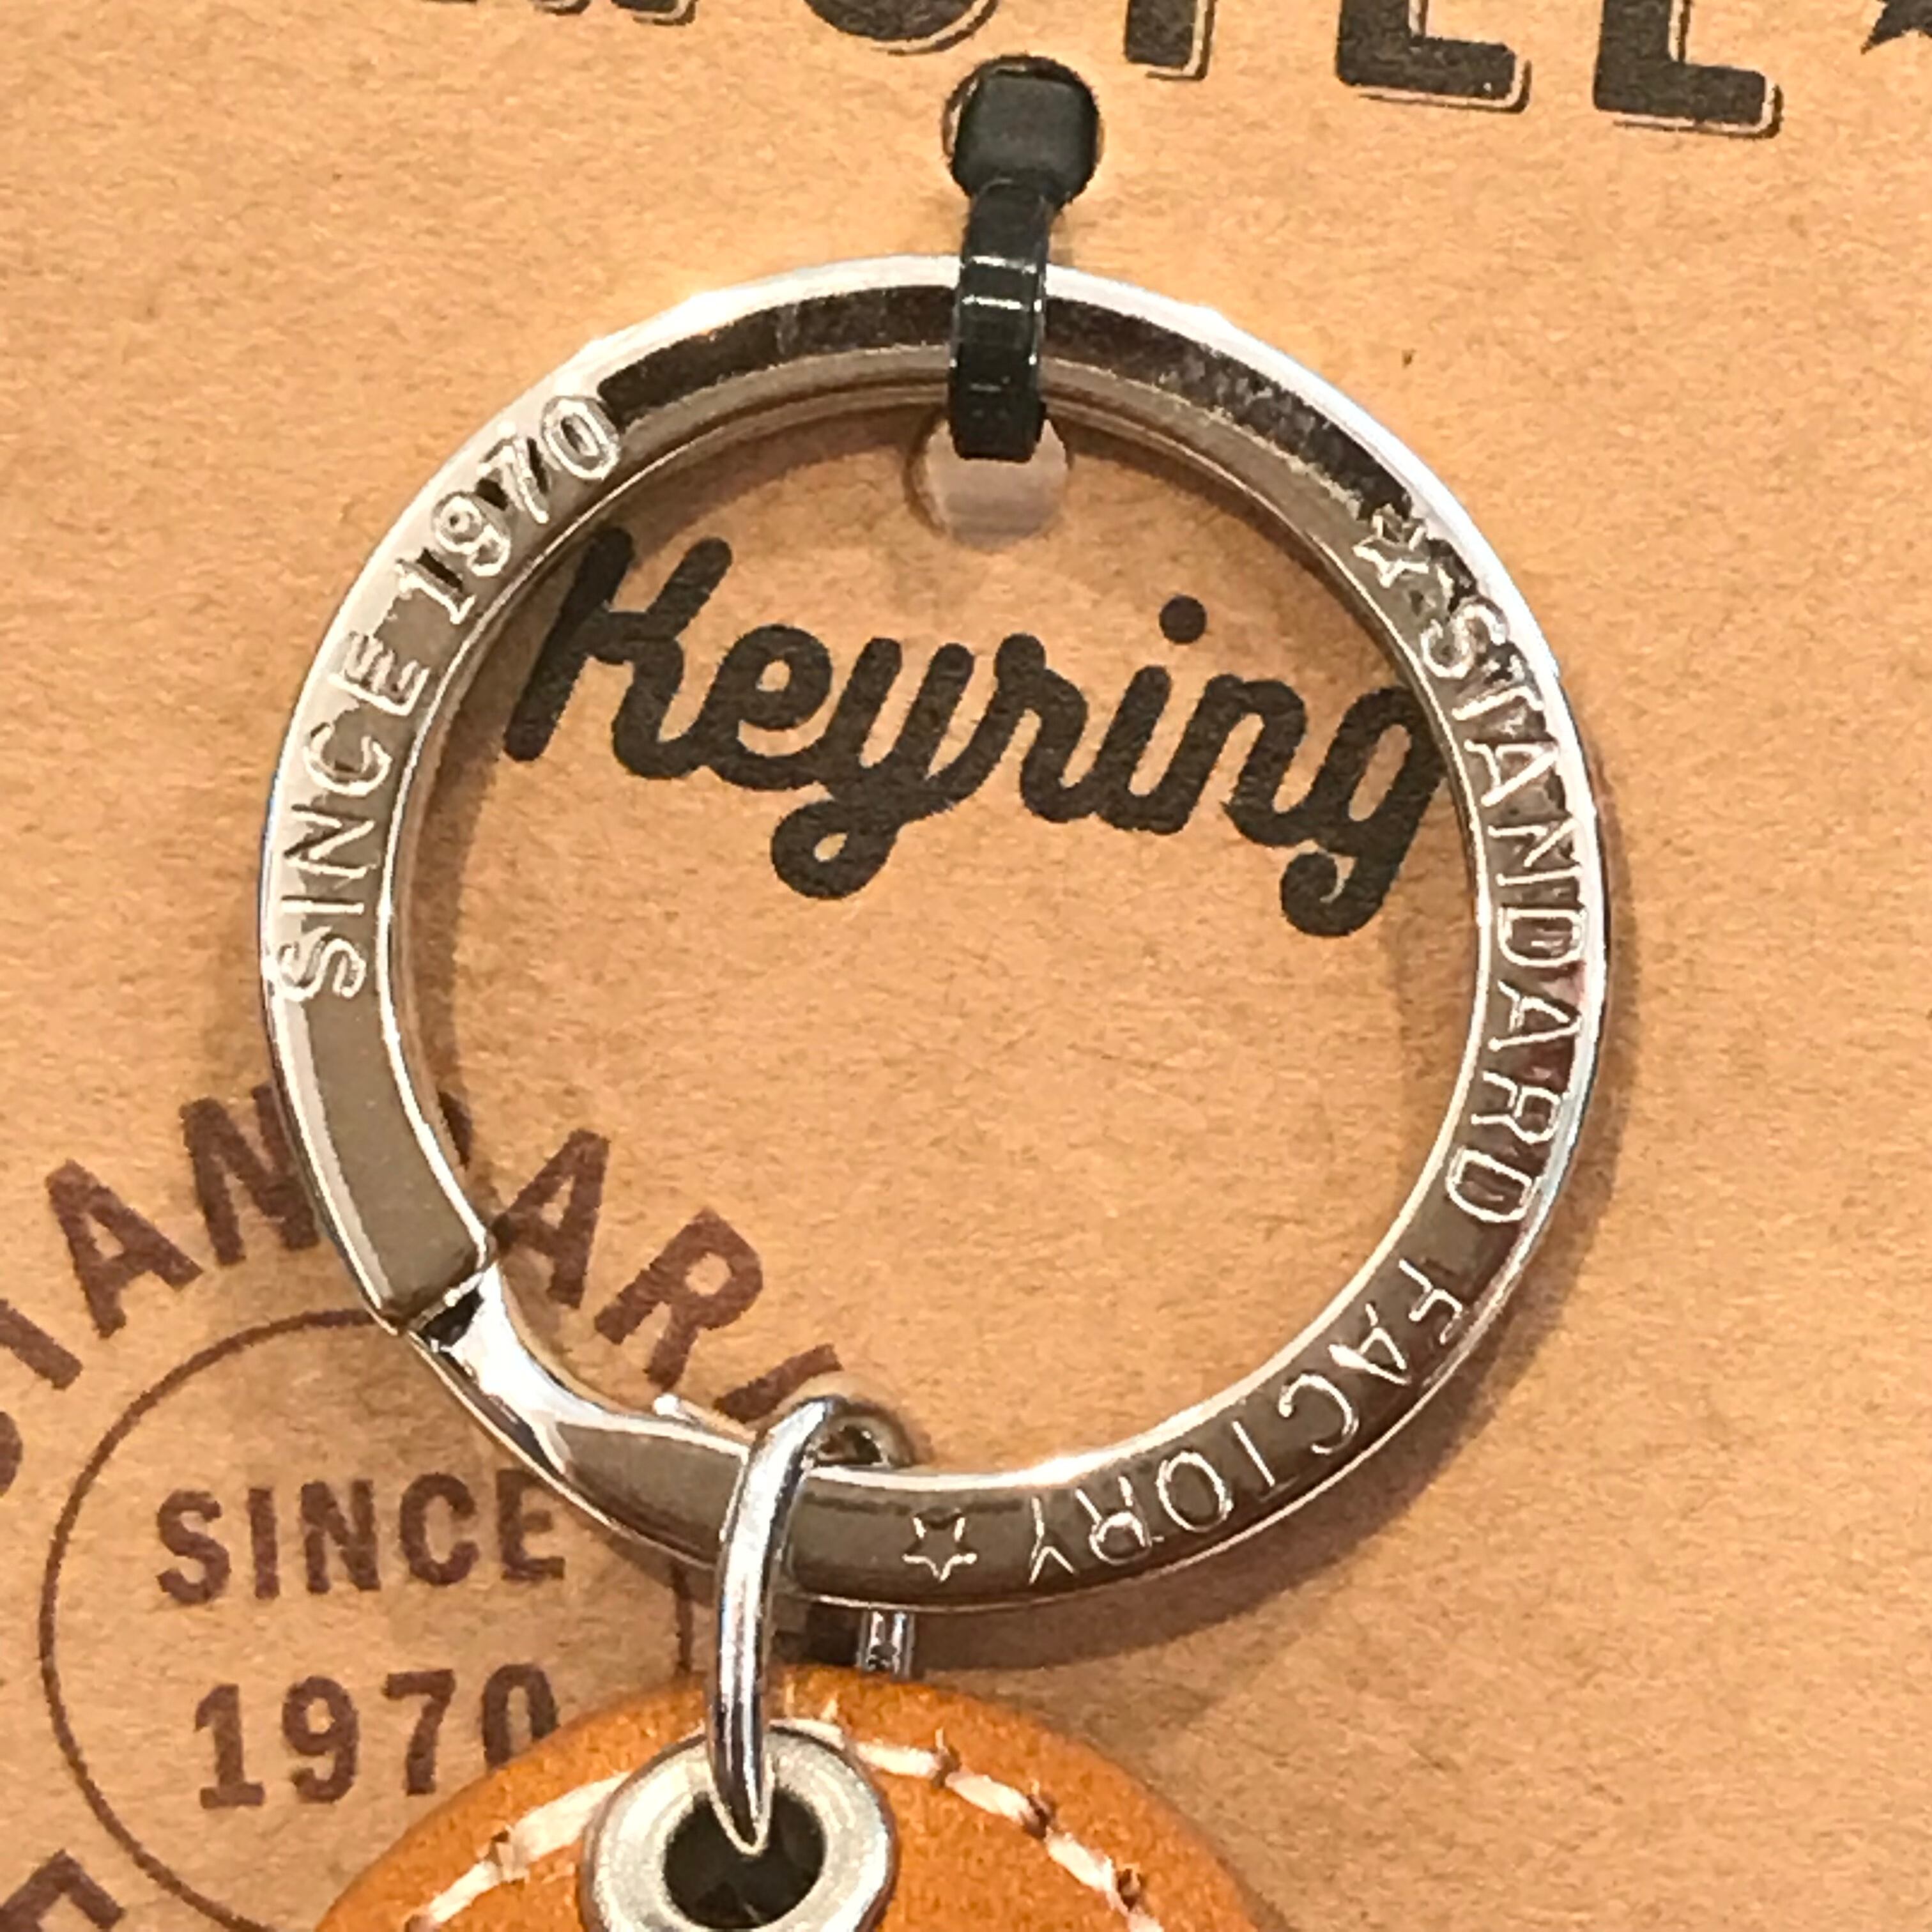 Keyring
SINCE 1970
☆STANDARD FACTORY☆
SINCE
1970